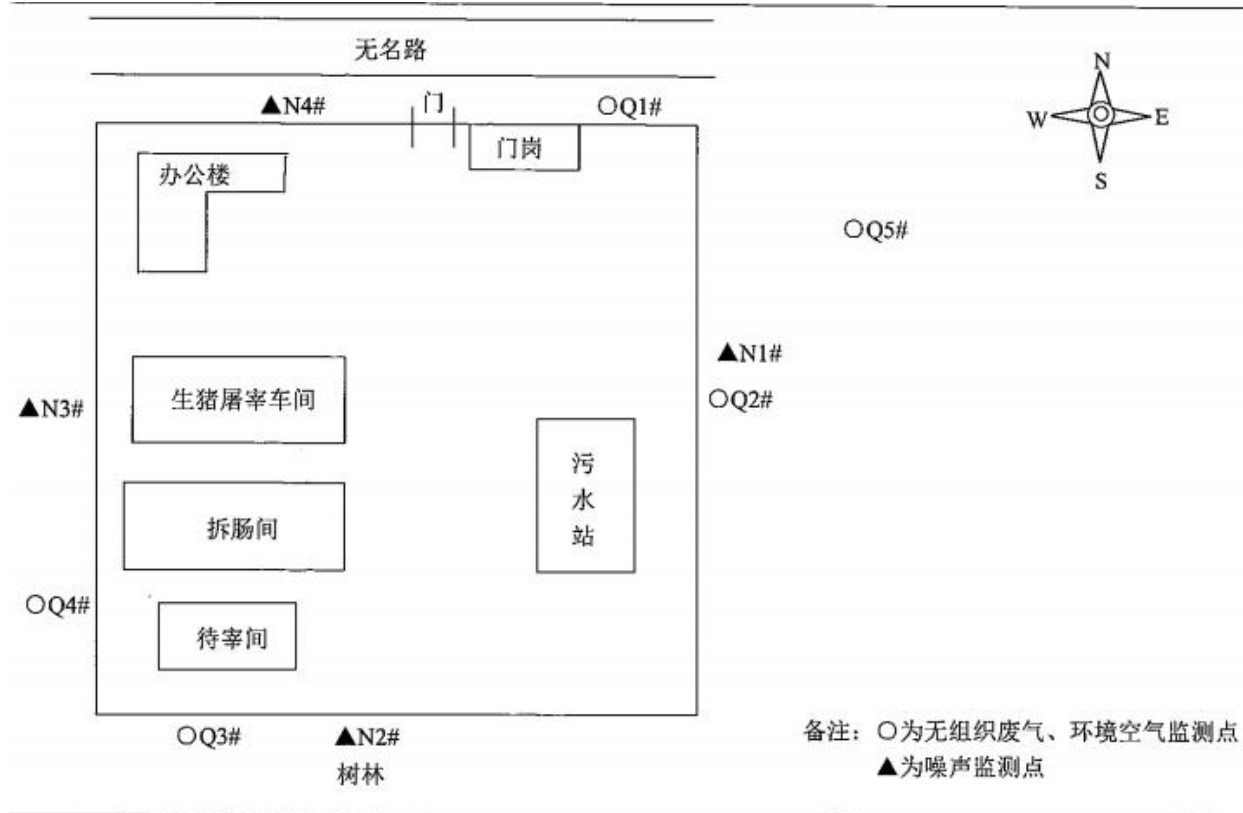 无名路
▲N4#
门
○Q1#
门岗
办公楼
N
W
E
S
○Q5#
▲N1#
○Q2#
生猪屠宰车间
▲N3#
污水站
拆肠间
○Q4#
待宰间
○Q3#
▲N2#
树林
备注：○为无组织废气、环境空气监测点
▲为噪声监测点